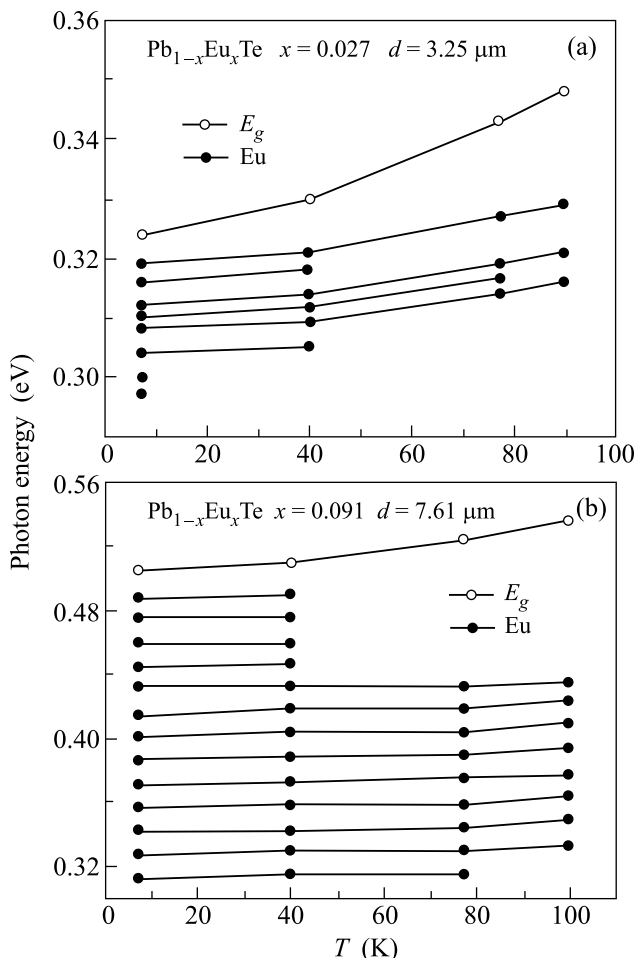 0.36
Pb1−xEuxTe x = 0.027 d = 3.25 μm (a)
0.34
Eg
Eu
0.32
0.30
0 20 40 60 80 100
Photon energy (eV)
0.56
Pb1−xEuxTe x = 0.091 d = 7.61 μm (b)
Eg
Eu
0.48
0.40
0.32
0 20 40 60 80 100
T (K)